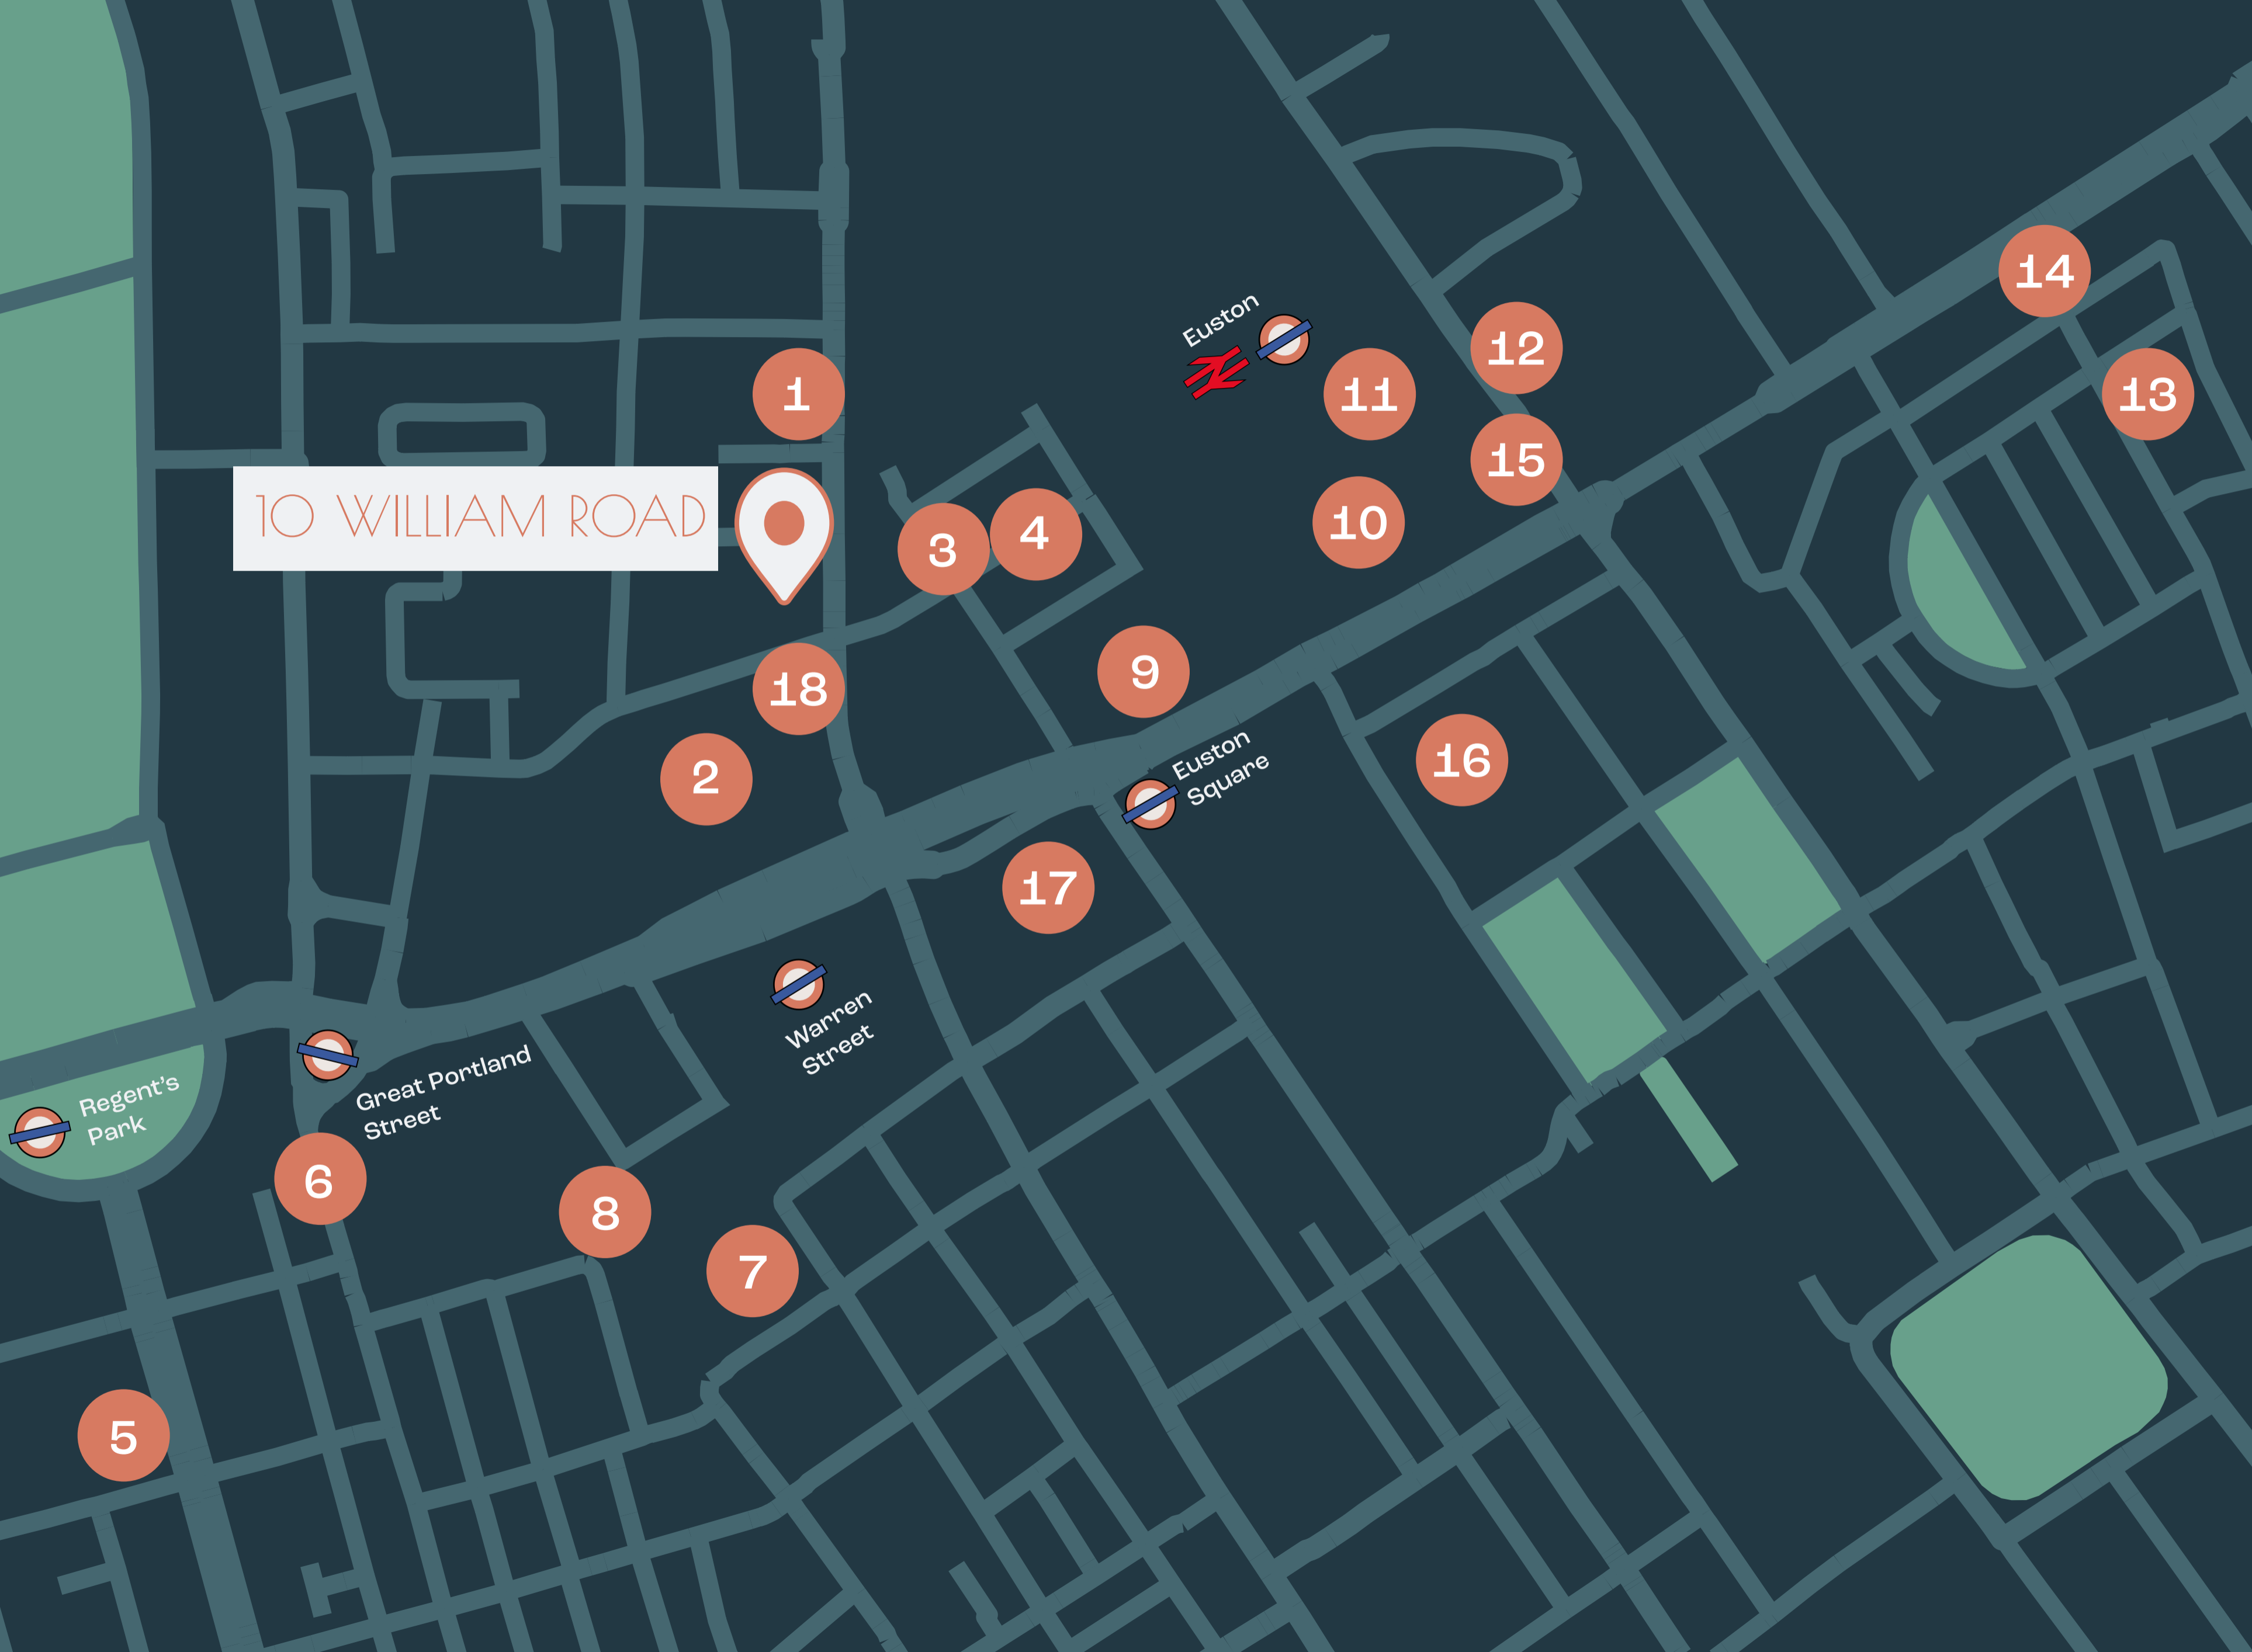 14
Euston
12
11
13
1
15
10 WILLIAM ROAD
10
4
3
9
18
16
2
Euston
Square
17
Warren
Street
Great Portland
Street
Regent's
Park
6
8
7
5